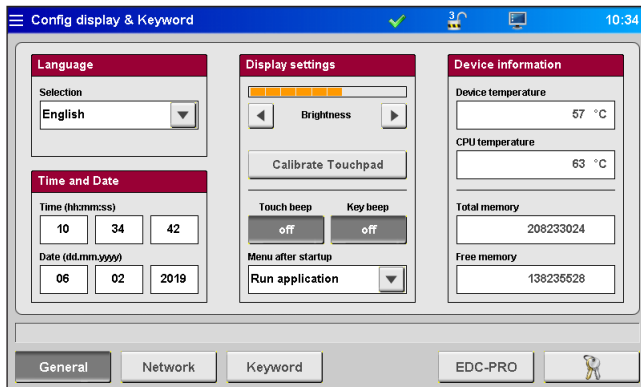 Config display & Keyword
3
10:34
Language
Selection
English
Time and Date
Time (hh:mm:ss)
10 34 42
Date (dd.mm.yyyy)
06 02 2019
Display settings
Brightness
Calibrate Touchpad
Touch beep Key beep
off off
Menu after startup
Run application
Device information
Device temperature
57 °C
CPU temperature
63 °C
Total memory
208233024
Free memory
138235528
General Network Keyword EDC-PRO